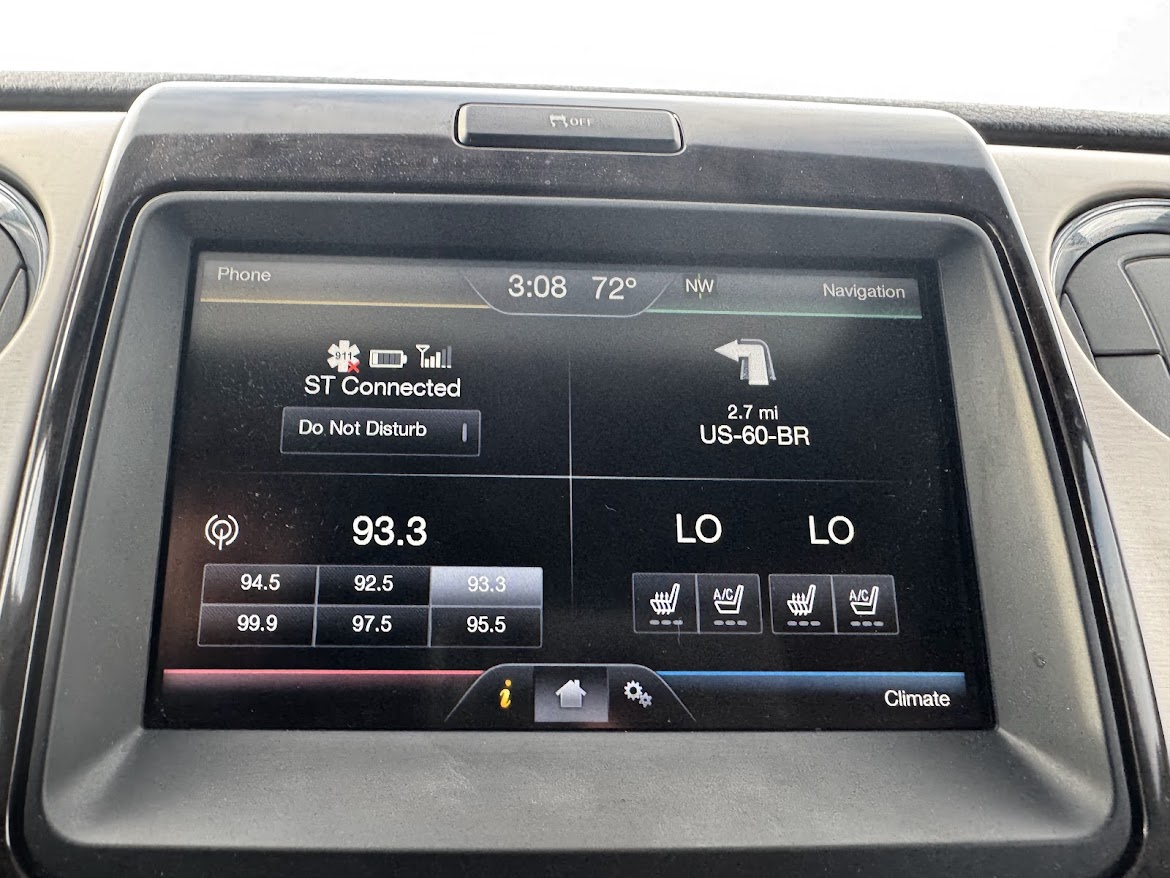 OFF
Phone
3:08 72°
NW
Navigation
911
ST Connected
Do Not Disturb
2.7 mi
US-60-BR
93.3
94.5 92.5 93.3
99.9 97.5 95.5
LO LO
A/C A/C
i
Climate